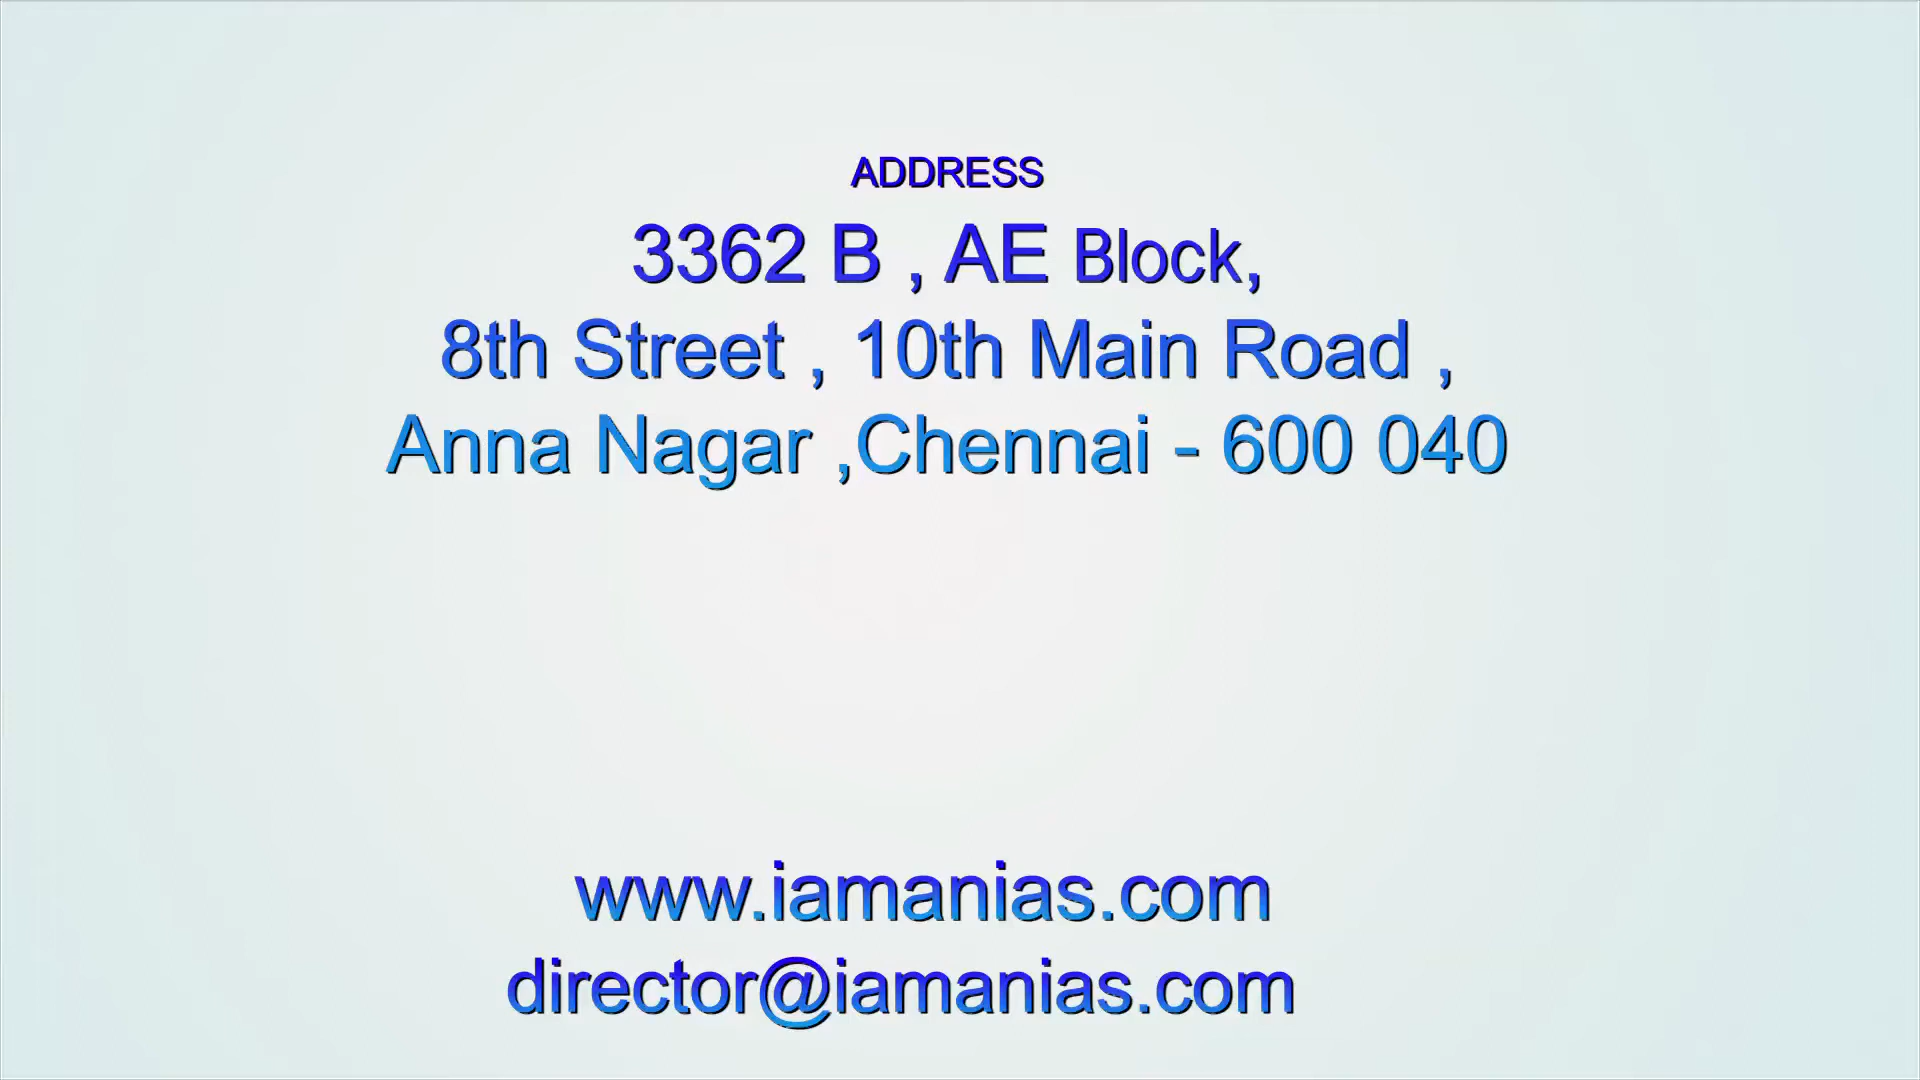 ADDRESS
3362 B , AE Block,
8th Street , 10th Main Road ,
Anna Nagar ,Chennai - 600 040
www.iamanias.com
director@iamanias.com